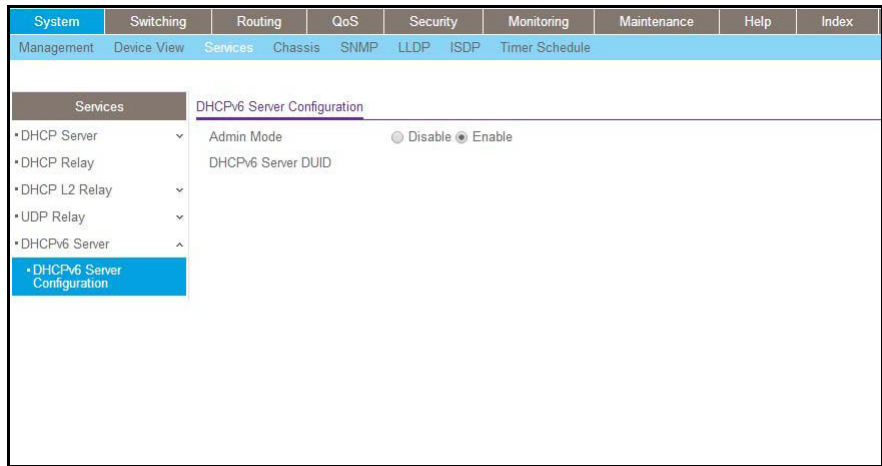 System Switching Routing QoS Security Monitoring Maintenance Help Index
Management Device View Services Chassis SNMP LLDP ISDP Timer Schedule
Services
DHCPv6 Server Configuration
• DHCP Server
• DHCP Relay
• DHCP L2 Relay
• UDP Relay
• DHCPv6 Server
• DHCPv6 Server
Configuration
Admin Mode Disable Enable
DHCPv6 Server DUID